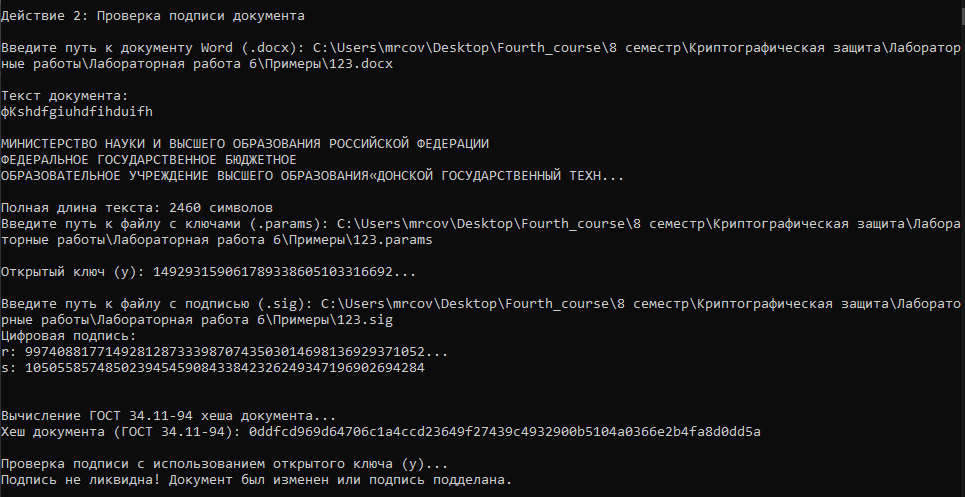 Действие 2: Проверка подписи документа
Введите путь к документу Word (.docx): C:\Users\mrcov\Desktop\Fourth_course\8 семестр\Криптографическая защита\Лаборатор
ные работы\Лабораторная работа 6\Примеры\123.docx
Текст документа:
фKshdfgiuhdfihduifh
МИНИСТЕРСТВО НАУКИ И ВЫСШЕГО ОБРАЗОВАНИЯ РОССИЙСКОЙ ФЕДЕРАЦИИ
ФЕДЕРАЛЬНОЕ ГОСУДАРСТВЕННОЕ БЮДЖЕТНОЕ
ОБРАЗОВАТЕЛЬНОЕ УЧРЕЖДЕНИЕ ВЫСШЕГО ОБРАЗОВАНИЯ«ДОНСКОЙ ГОСУДАРСТВЕННЫЙ ТЕХН...
Полная длина текста: 2460 символов
Введите путь к файлу с ключами (.params): C:\Users\mrcov\Desktop\Fourth_course\8 семестр\Криптографическая защита\Лабора
торные работы\Лабораторная работа 6\Примеры\123.params
Открытый ключ (y): 149293159061789338605103316692...
Введите путь к файлу с подписью (.sig): C:\Users\mrcov\Desktop\Fourth_course\8 семестр\Криптографическая защита\Лаборато
рные работы\Лабораторная работа 6\Примеры\123.sig
Цифровая подпись:
r: 99740881771492812873339870743503014698136929371052...
s: 10505585748502394545908433842326249347196902694284
Вычисление ГОСТ 34.11-94 хеша документа...
Хеш документа (ГОСТ 34.11-94): 0ddfcd969d64706c1a4ccd23649f27439c4932900b5104a0366e2b4fa8d0dd5a
Проверка подписи с использованием открытого ключа (y)...
Подпись не ликвидна! Документ был изменен или подпись подделана.